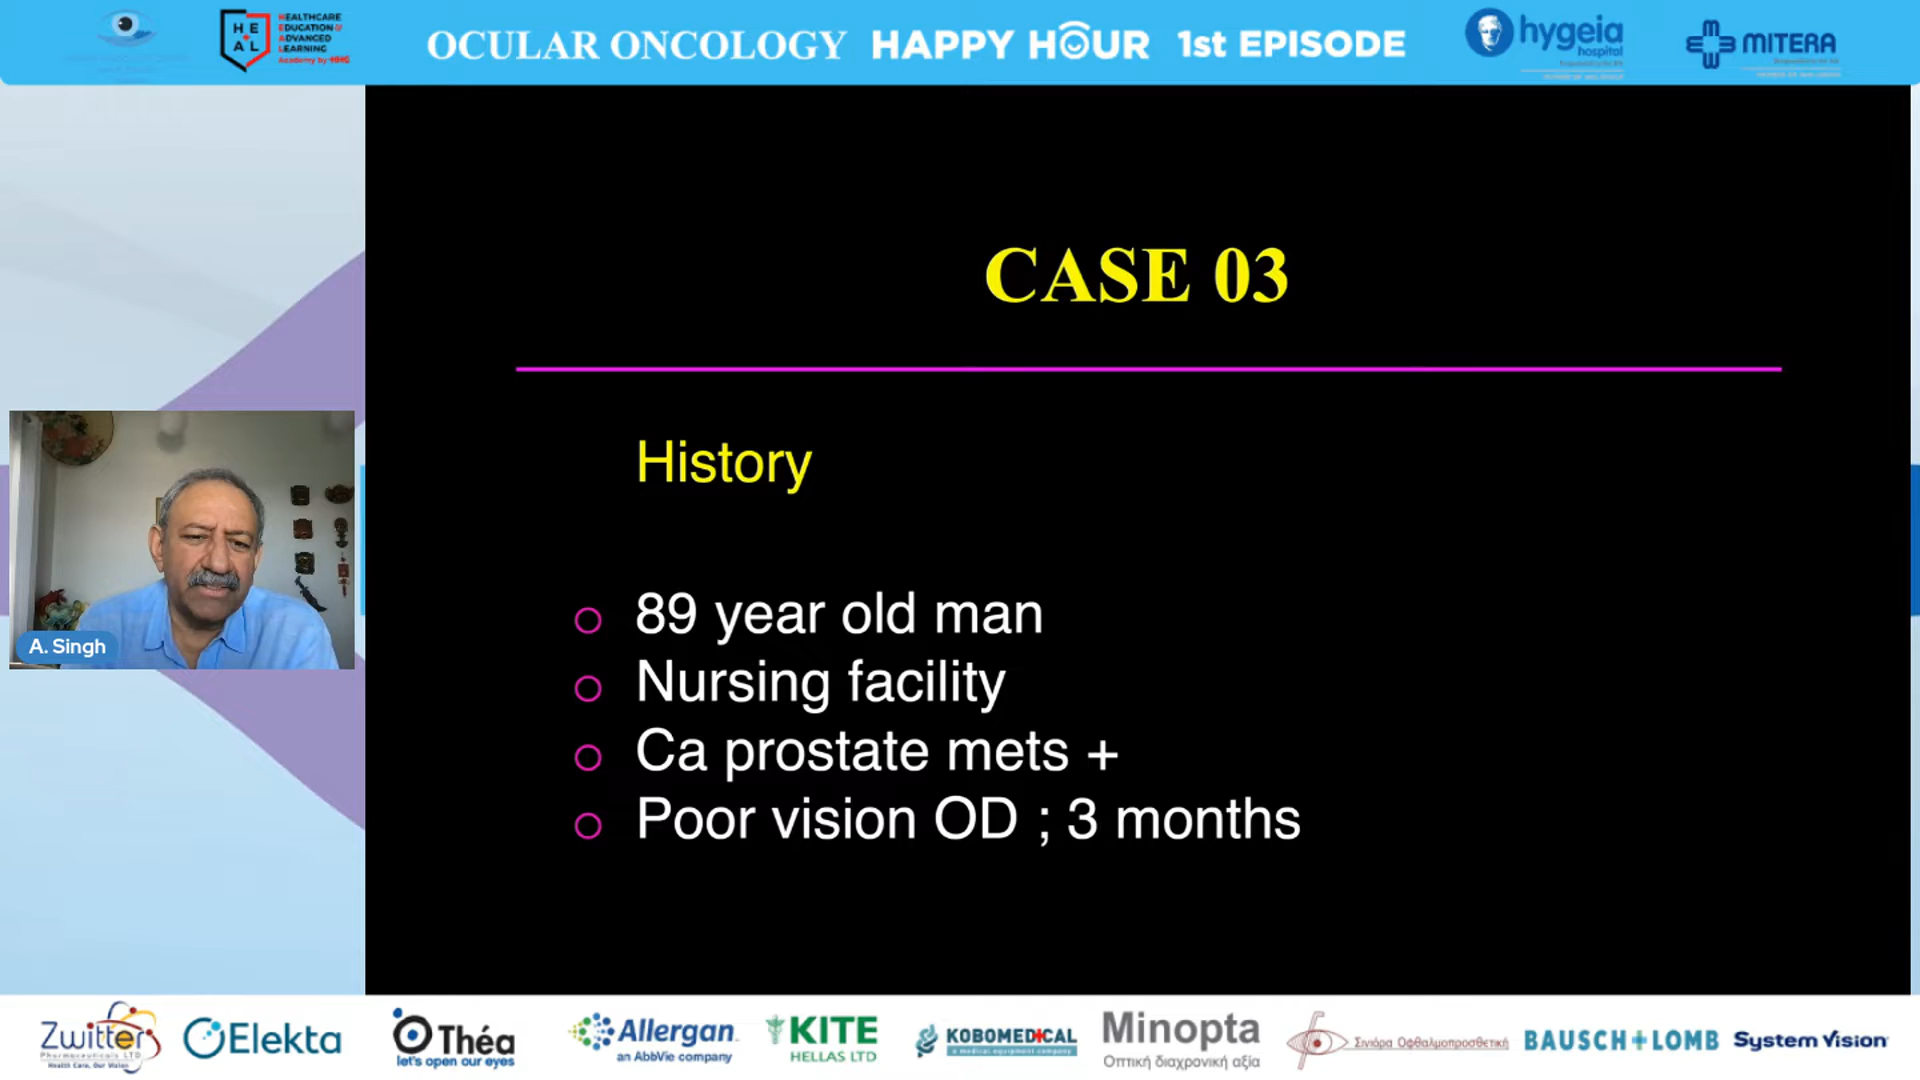 HEAL
HEALTHCARE
EDUCATION &
ADVANCED
LEARNING
Academy by HHG
OCULAR ONCOLOGY HAPPY HOUR 1st EPISODE
hygeia
hospital
MITERA
CASE 03
History
89 year old man
Nursing facility
Ca prostate mets +
Poor vision OD ; 3 months
A. Singh
Zwitter
Pharmaceuticals LTD
Health Care, Our Vision
Elekta
Théa
let's open our eyes
Allergan
an AbbVie company
KITE
HELLAS LTD
KOBOMEDICAL
a medical equipment company
Minopta
Οπτική διαχρονική αξία
Σινιόρα Οφθαλμοπροσθετική
BAUSCH+LOMB
System Vision